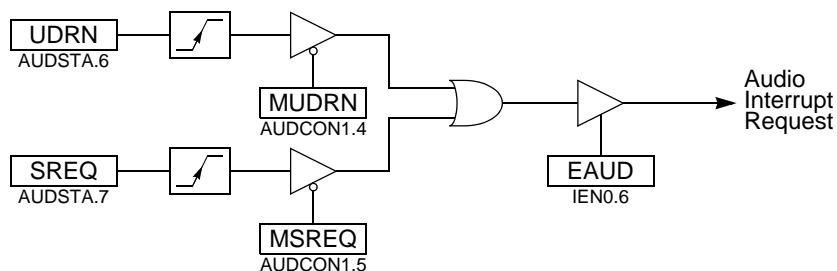 UDRN
AUDSTA.6
MUDRN
AUDCON1.4
Audio
Interrupt
Request
SREQ
AUDSTA.7
EAUD
IEN0.6
MSREQ
AUDCON1.5